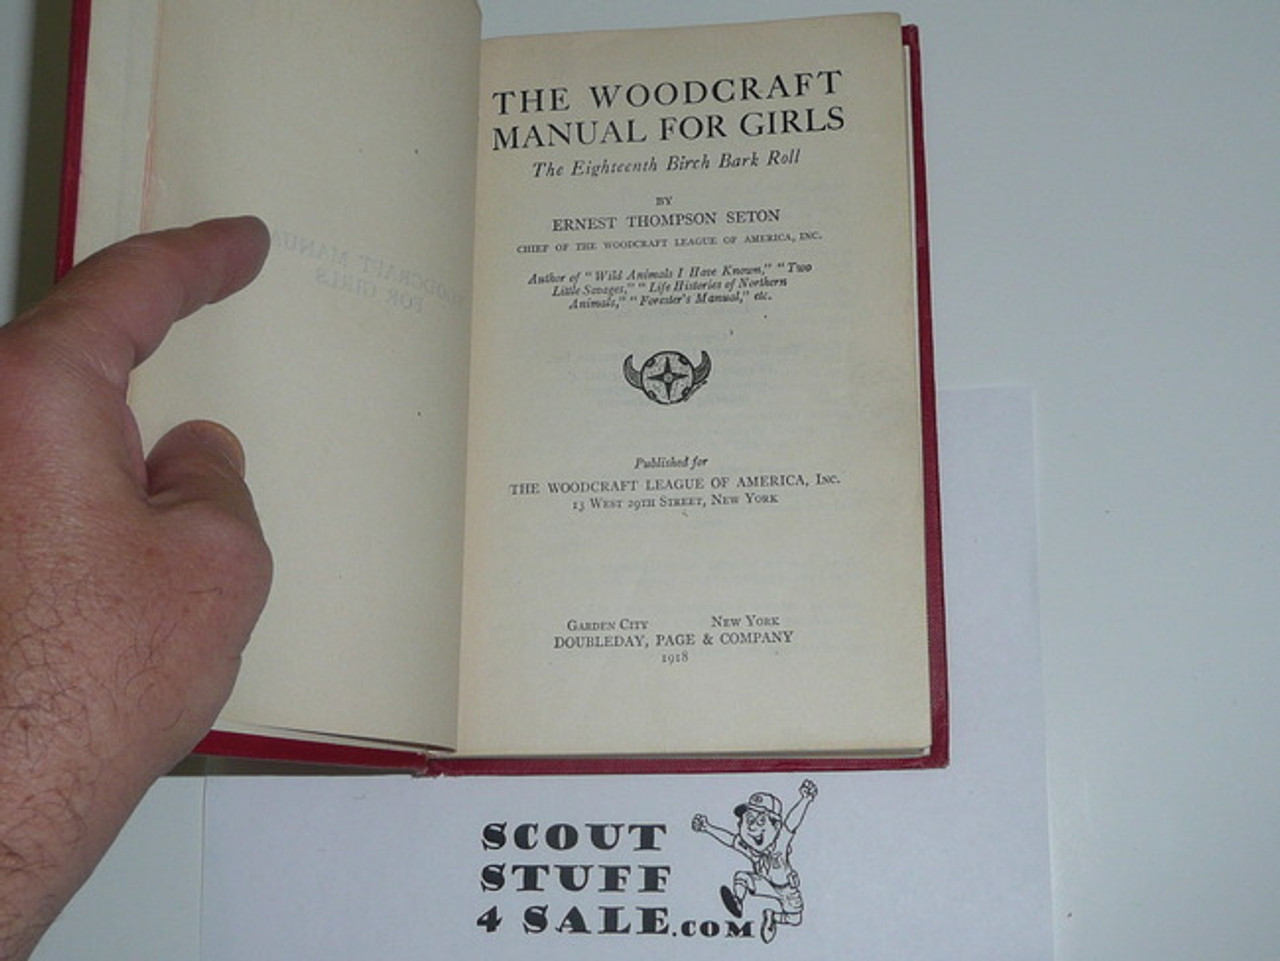 THE WOODCRAFT
MANUAL FOR GIRLS
The Eighteenth Birch Bark Roll
BY
ERNEST THOMPSON SETON
CHIEF OF THE WOODCRAFT LEAGUE OF AMERICA, INC.
Author of "Wild Animals I Have Known," "Two
Little Savages," "Life Histories of Northern
Animals," "Forester's Manual," etc.
Published for
THE WOODCRAFT LEAGUE OF AMERICA, INC.
13 WEST 29TH STREET, NEW YORK
GARDEN CITY NEW YORK
DOUBLEDAY, PAGE & COMPANY
1918
SCOUT
STUFF
4 SALE.COM